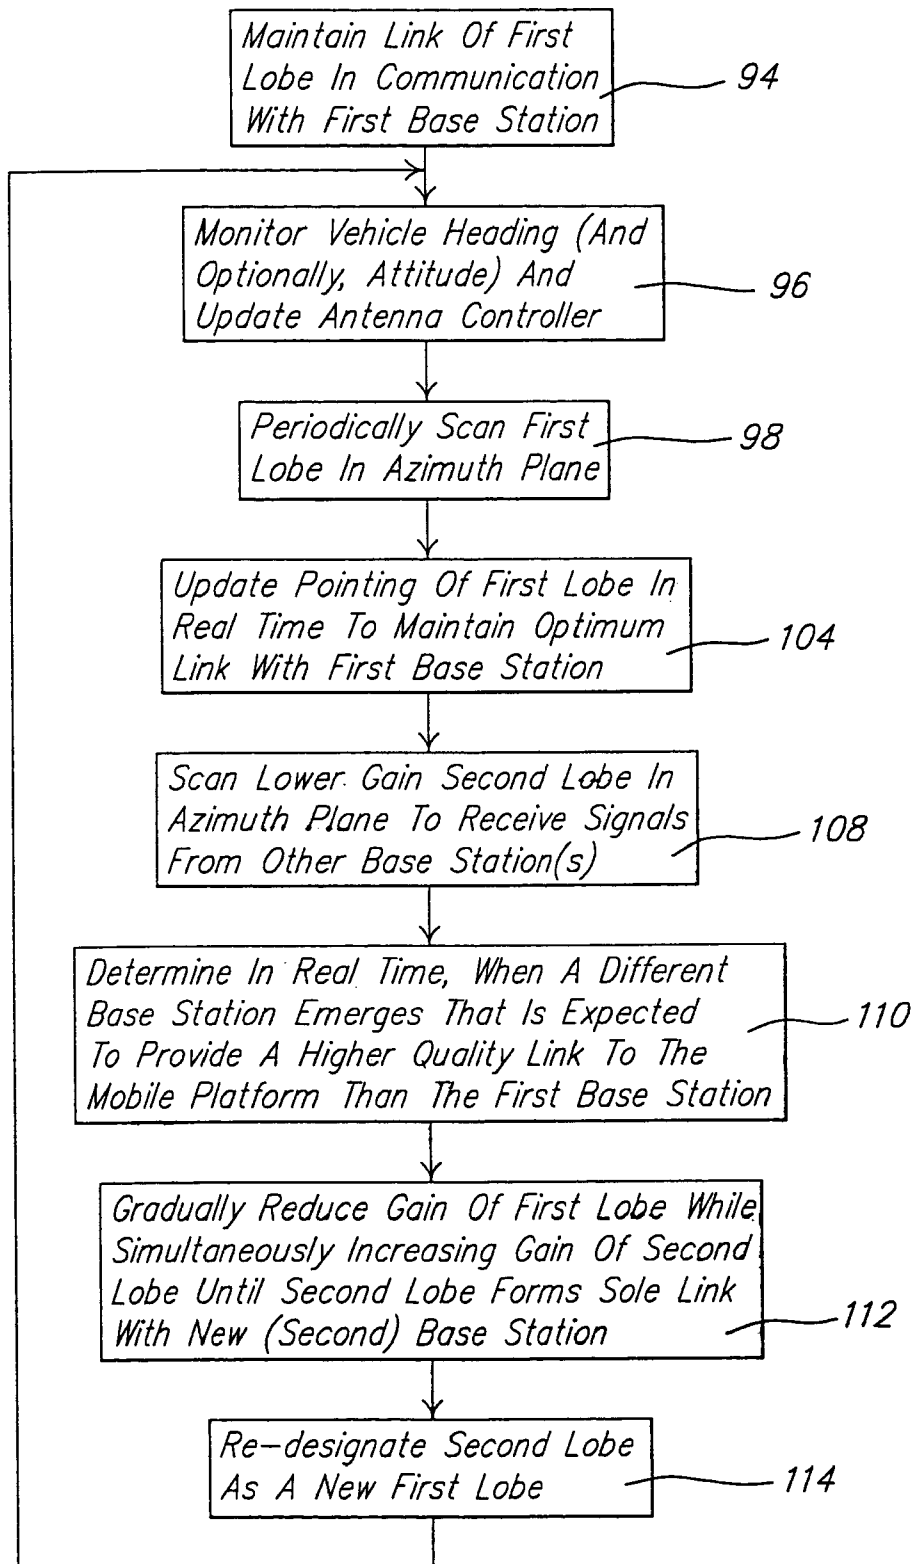 Maintain Link Of First
Lobe In Communication
With First Base Station
94
Monitor Vehicle Heading (And
Optionally, Attitude) And
Update Antenna Controller
96
Periodically Scan First
Lobe In Azimuth Plane
98
Update Pointing Of First Lobe In
Real Time To Maintain Optimum
Link With First Base Station
104
Scan Lower Gain Second Lobe In
Azimuth Plane To Receive Signals
From Other Base Station(s)
108
Determine In Real Time, When A Different
Base Station Emerges That Is Expected
To Provide A Higher Quality Link To The
Mobile Platform Than The First Base Station
110
Gradually Reduce Gain Of First Lobe While
Simultaneously Increasing Gain Of Second
Lobe Until Second Lobe Forms Sole Link
With New (Second) Base Station
112
Re-designate Second Lobe
As A New First Lobe
114